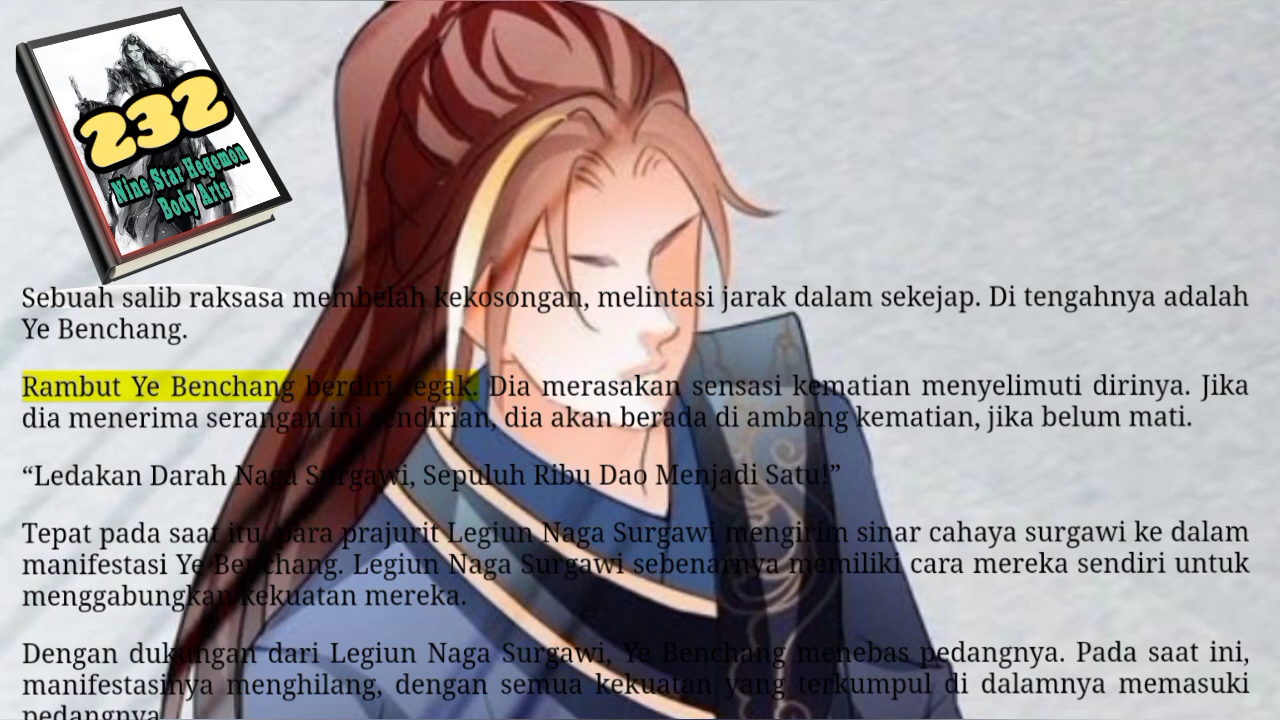 232
Nine Star Hegemon
Body Arts
Sebuah salib raksasa membelah kekosongan, melintasi jarak dalam sekejap. Di tengahnya adalah
Ye Benchang.
Rambut Ye Benchang berdiri tegak. Dia merasakan sensasi kematian menyelimuti dirinya. Jika
dia menerima serangan ini sendirian, dia akan berada di ambang kematian, jika belum mati.
“Ledakan Darah Naga Surgawi, Sepuluh Ribu Dao Menjadi Satu!”
Tepat pada saat itu, para prajurit Legiun Naga Surgawi mengirim sinar cahaya surgawi ke dalam
manifestasi Ye Benchang. Legiun Naga Surgawi sebenarnya memiliki cara mereka sendiri untuk
menggabungkan kekuatan mereka.
Dengan dukungan dari Legiun Naga Surgawi, Ye Benchang menebas pedangnya. Pada saat ini,
manifestasinya menghilang, dengan semua kekuatan yang terkumpul di dalamnya memasuki
pedangnya.